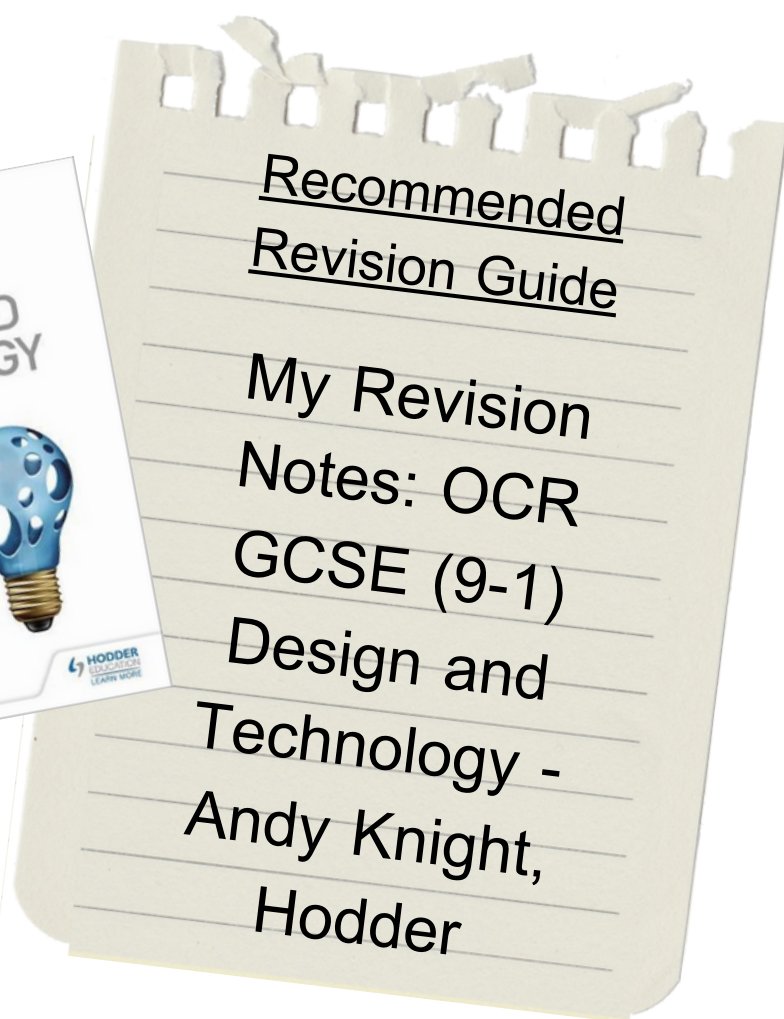 Recommended
Revision Guide
My Revision
Notes: OCR
GCSE (9-1)
Design and
Technology -
Andy Knight,
Hodder
GY
HODDER
EDUCATION
LEARN MORE